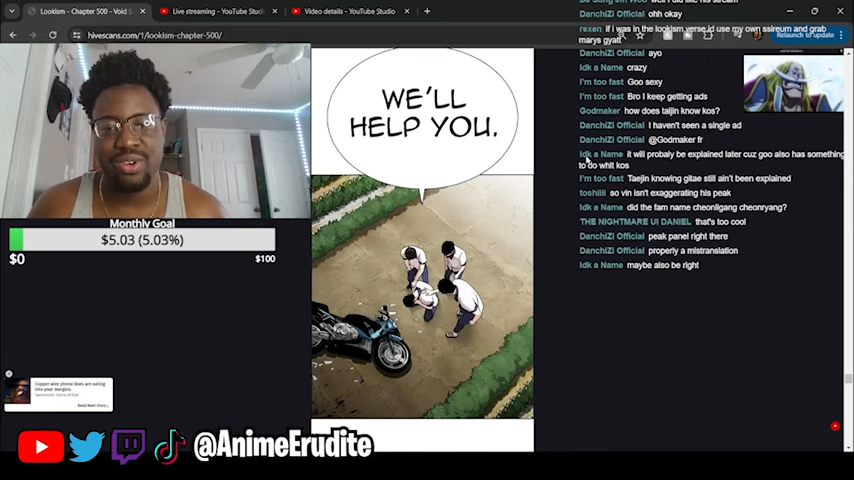 Lookism - Chapter 500 - Void S
Live streaming - YouTube Studi
Video details - YouTube Studio
hivescans.com/1/lookism-chapter-500/
Relaunch to update
WE'LL
HELP YOU.
Monthly Goal
$5.03 (5.03%)
$0
$100
Copper wire phone lines are eating
into your margins.
Read Next Story
@AnimeErudite
DanchiZi Official ohh okay
rexen if i was in the lookism verse id use my own ssireum and grab
marys gyatt
DanchiZi Official ayo
Idk a Name crazy
I'm too fast Goo sexy
I'm too fast Bro I keep getting ads
Godmaker how does taijin know kos?
DanchiZi Official I haven't seen a single ad
DanchiZi Official @Godmaker fr
Idk a Name it will probaly be explained later cuz goo also has something
to do whit kos
I'm too fast Taejin knowing gitae still ain't been explained
toshiiii so vin isn't exaggerating his peak
Idk a Name did the fam name cheonligang cheonryang?
THE NIGHTMARE UI DANIEL that's too cool
DanchiZi Official peak panel right there
DanchiZi Official properly a mistranslation
Idk a Name maybe also be right